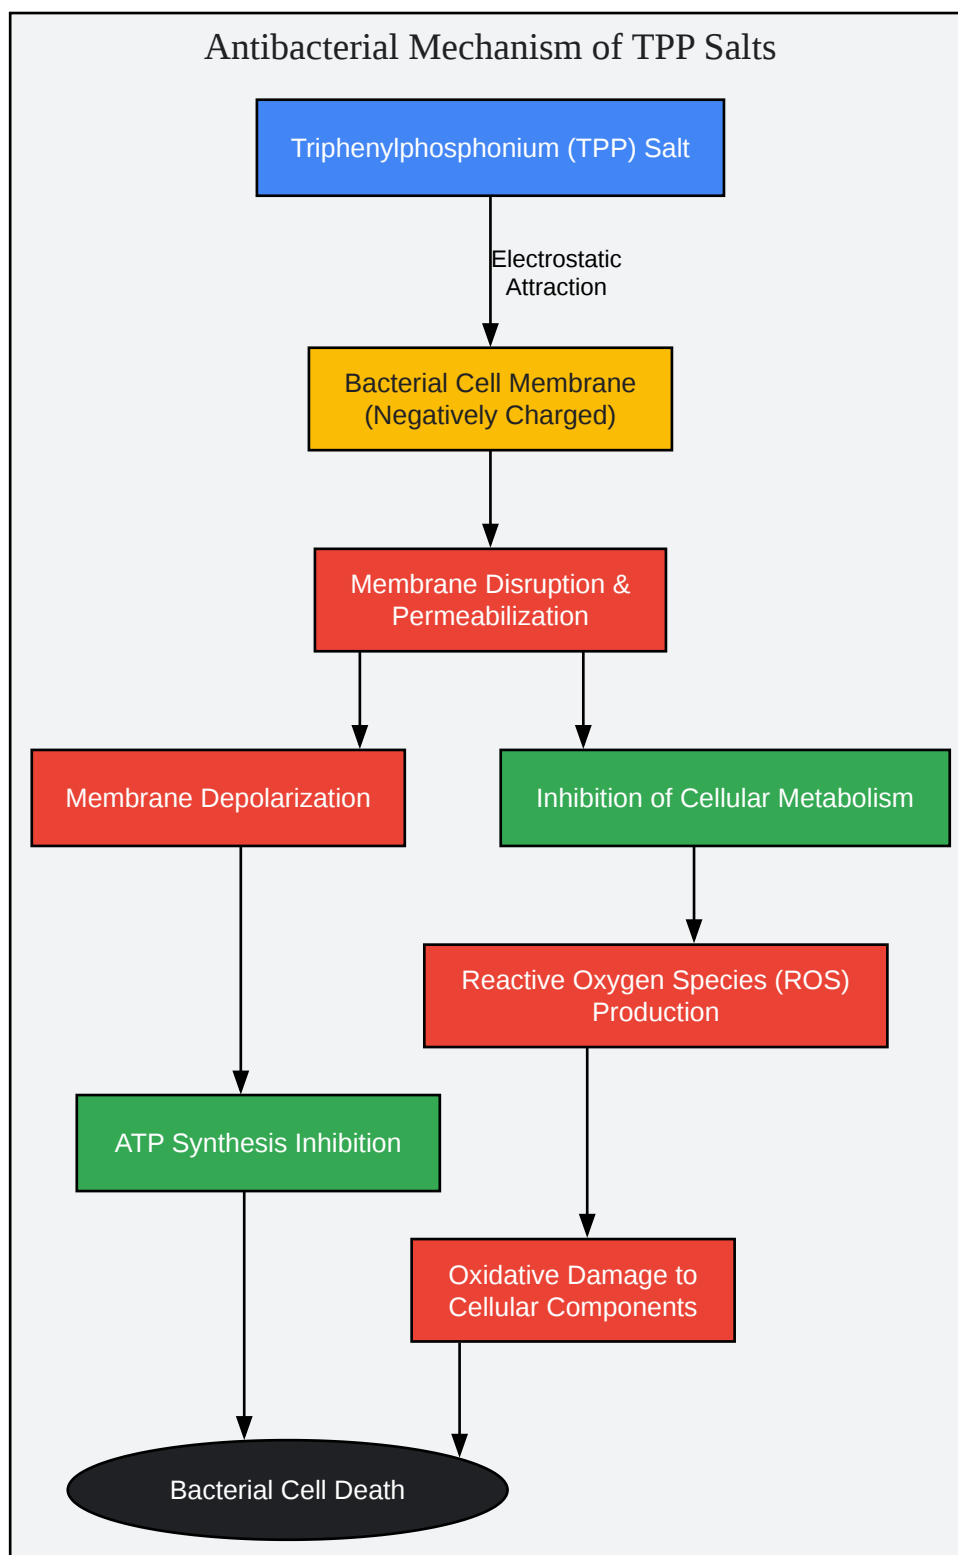 Antibacterial Mechanism of TPP Salts
Triphenylphosphonium (TPP) Salt
Electrostatic
Attraction
Bacterial Cell Membrane
(Negatively Charged)
Membrane Disruption &
Permeabilization
Membrane Depolarization
Inhibition of Cellular Metabolism
Reactive Oxygen Species (ROS)
Production
ATP Synthesis Inhibition
Oxidative Damage to
Cellular Components
Bacterial Cell Death